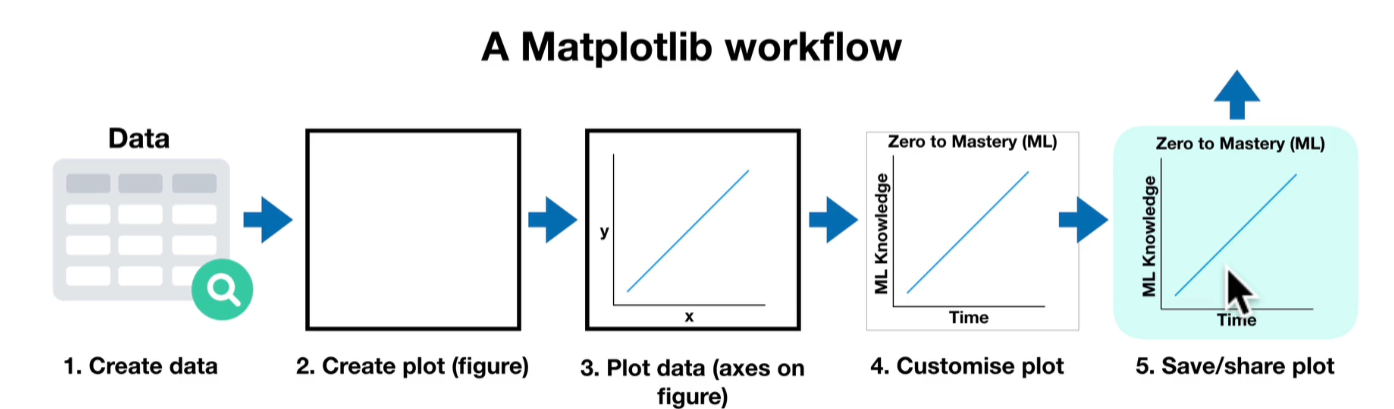 A Matplotlib workflow
Data
1. Create data
2. Create plot (figure)
y
x
3. Plot data (axes on
figure)
Zero to Mastery (ML)
ML Knowledge
Time
4. Customise plot
Zero to Mastery (ML)
ML Knowledge
Time
5. Save/share plot